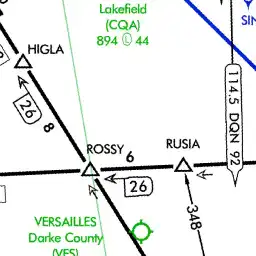 Lakefield
(CQA)
894 Ⓛ 44
SIN
HIGLA
114.5 DQN 92
26
8
ROSSY
6
RUSIA
26
348
VERSAILLES
Darke County
(VES)